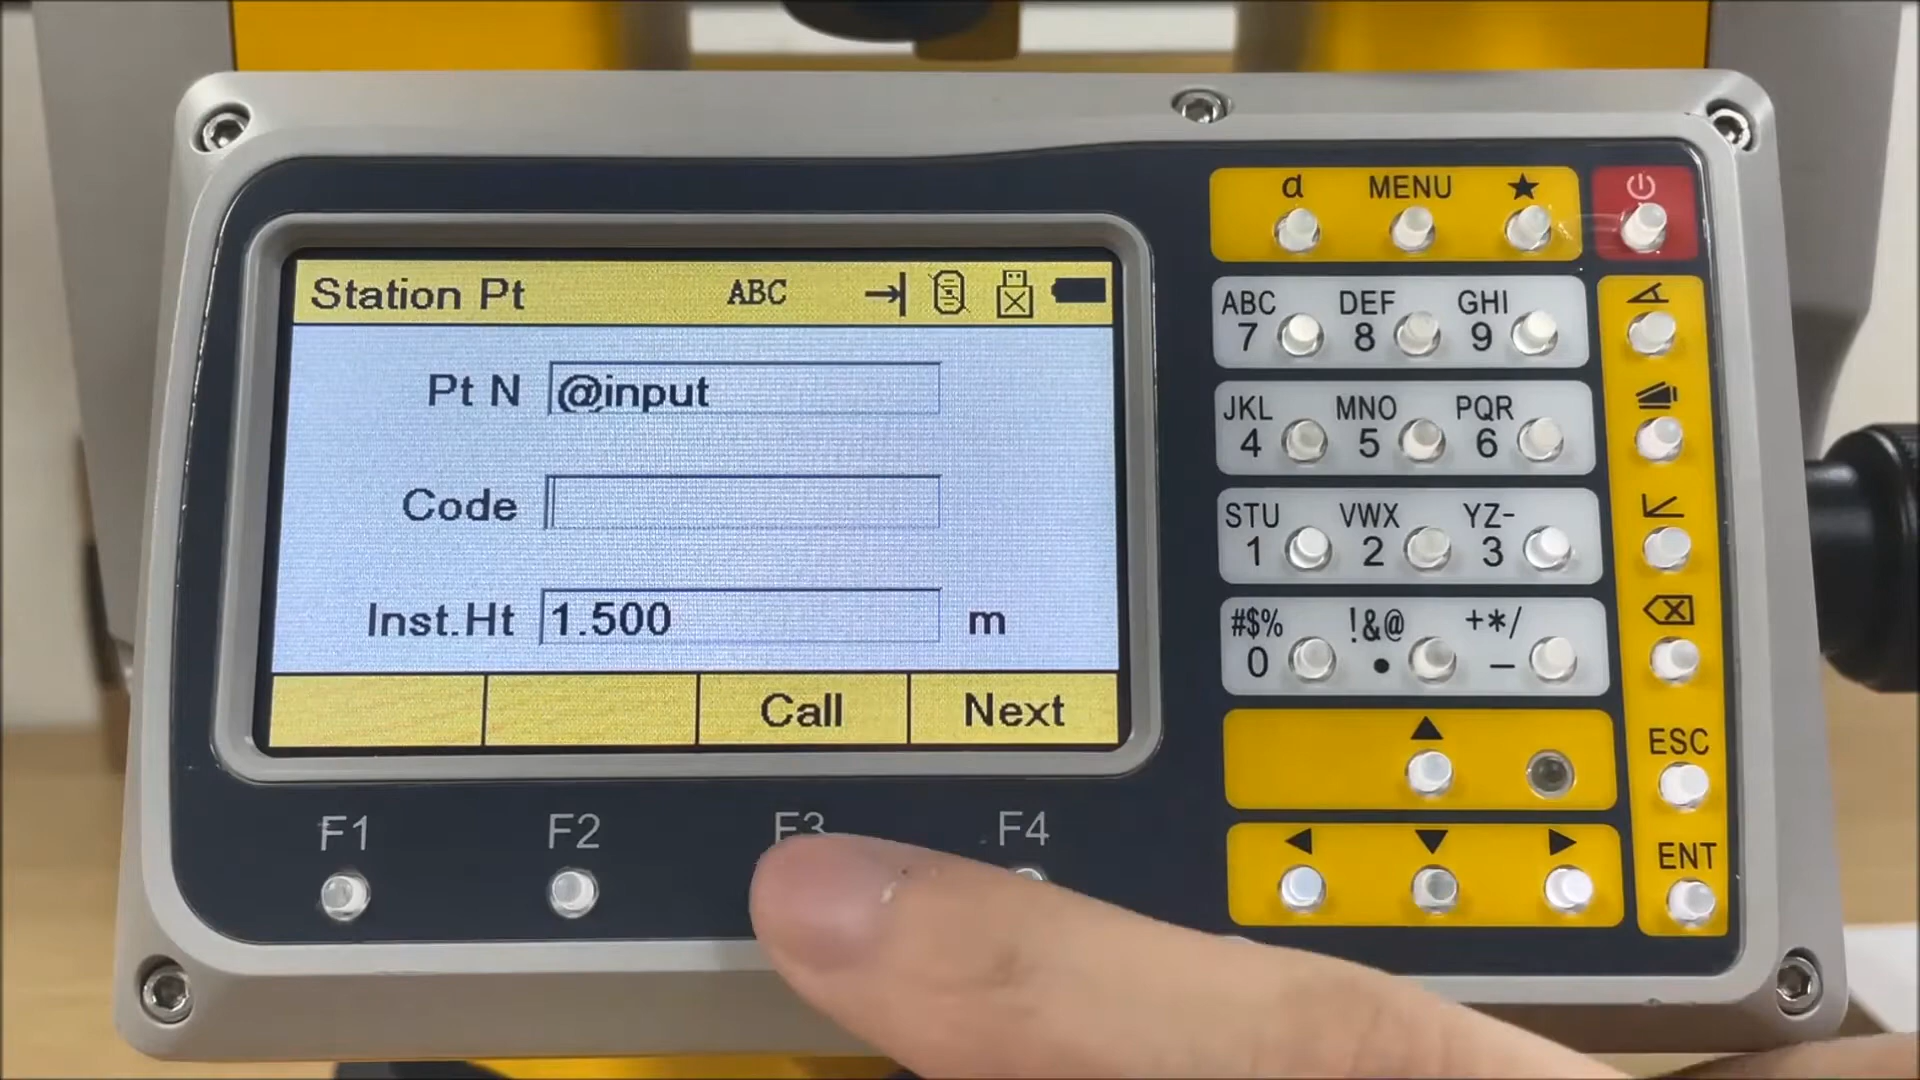 Station Pt ABC
Pt N @input
Code
Inst.Ht 1.500 m
Call Next
F1 F2 F3 F4
α MENU ★
ABC DEF GHI
7 8 9
JKL MNO PQR
4 5 6
STU VWX YZ-
1 2 3
#$% !&@ +*/
0 • –
ESC
ENT